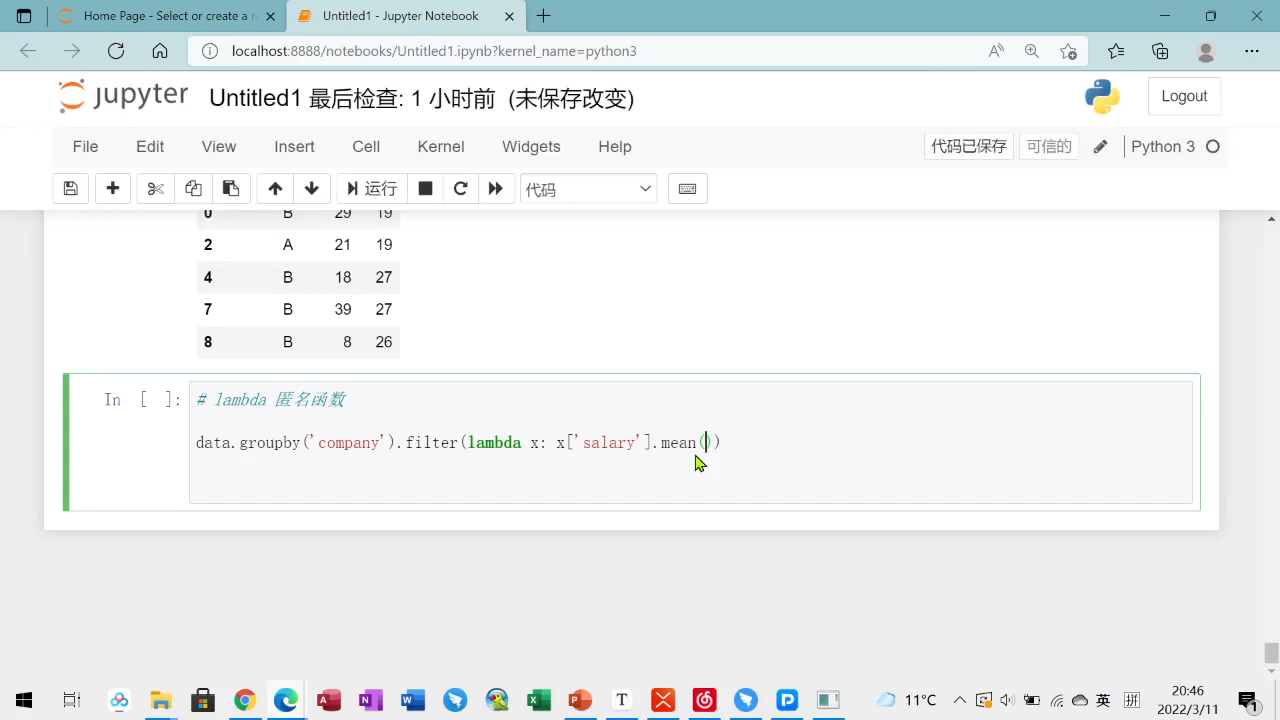 Home Page - Select or create a n
Untitled1 - Jupyter Notebook
localhost:8888/notebooks/Untitled1.ipynb?kernel_name=python3
jupyter Untitled1 最后检查: 1 小时前 (未保存改变)
Logout
File Edit View Insert Cell Kernel Widgets Help
代码已保存 可信的 Python 3
运行 代码
0 B 29 19
2 A 21 19
4 B 18 27
7 B 39 27
8 B 8 26
In [ ]: # lambda 匿名函数
data.groupby('company').filter(lambda x: x['salary'].mean())
11°C 英 拼 20:46
2022/3/11 1